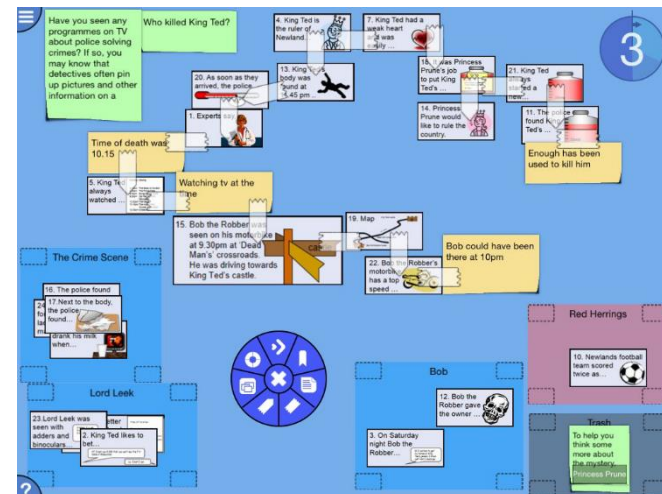 Have you seen any
programmes on TV
about police solving
crimes? If so, you
may know that
detectives often pin
up pictures and other
information on a
Who killed King Ted?
4. King Ted is
the ruler of
Newland.
7. King Ted had a
weak heart
and was
easily ...
3
20. As soon as they
arrived, the police
13. King Ted's
body was
found at
.45 pm ..
18. It was Princess
Prune's job
to put King
Ted's ...
21. King Ted
always
started a
new...
1. Experts say
14. Princess
Prune would
like to rule the
country.
11. The police
found King
Ted's ...
Time of death was
10.15
Enough has been
used to kill him
5. King Ted
always
watched ...
Watching tv at the
time
15. Bob the Robber was
seen on his motorbike
at 9.30pm at 'Dead
Man's' crossroads.
He was driving towards
King Ted's castle.
19. Map
22. Bob the Robber's
motorbike
has a top
speed ...
Bob could have been
there at 10pm
The Crime Scene
16. The police found
17. Next to the body,
the police
found...
drank his milk
when...
Red Herrings
10. Newlands football
team scored
twice as...
Lord Leek
23. Lord Leek was
seen with
adders and
binoculars...
2. King Ted likes to
bet...
Bob
12. Bob the
Robber gave
the owner ...
3. On Saturday
night Bob the
Robber...
Trash
To help you
think some
more about
the mystery.
Princess Prune
?